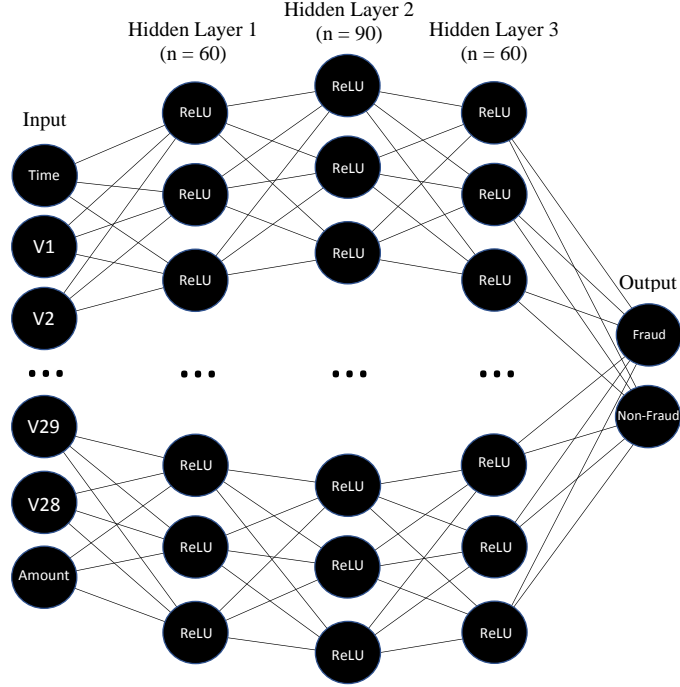 Hidden Layer 1
(n = 60)
Hidden Layer 2
(n = 90)
Hidden Layer 3
(n = 60)
Input
Time
V1
V2
...
V29
V28
Amount
ReLU
ReLU
ReLU
...
ReLU
ReLU
ReLU
ReLU
ReLU
ReLU
...
ReLU
ReLU
ReLU
ReLU
ReLU
ReLU
...
ReLU
ReLU
ReLU
Output
Fraud
Non-Fraud